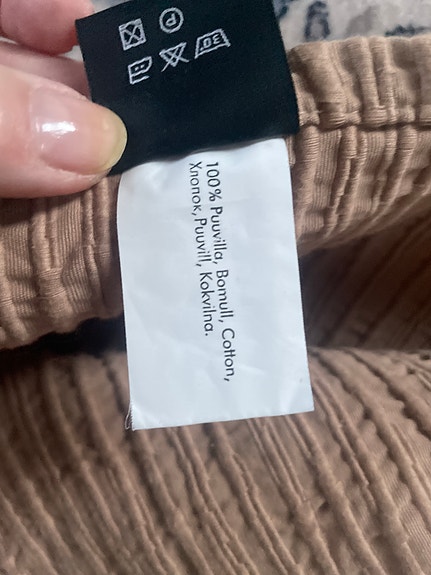 100% Puuvilla, Bomull, Cotton,
Хлопок, Puuvill, Kokvilna.